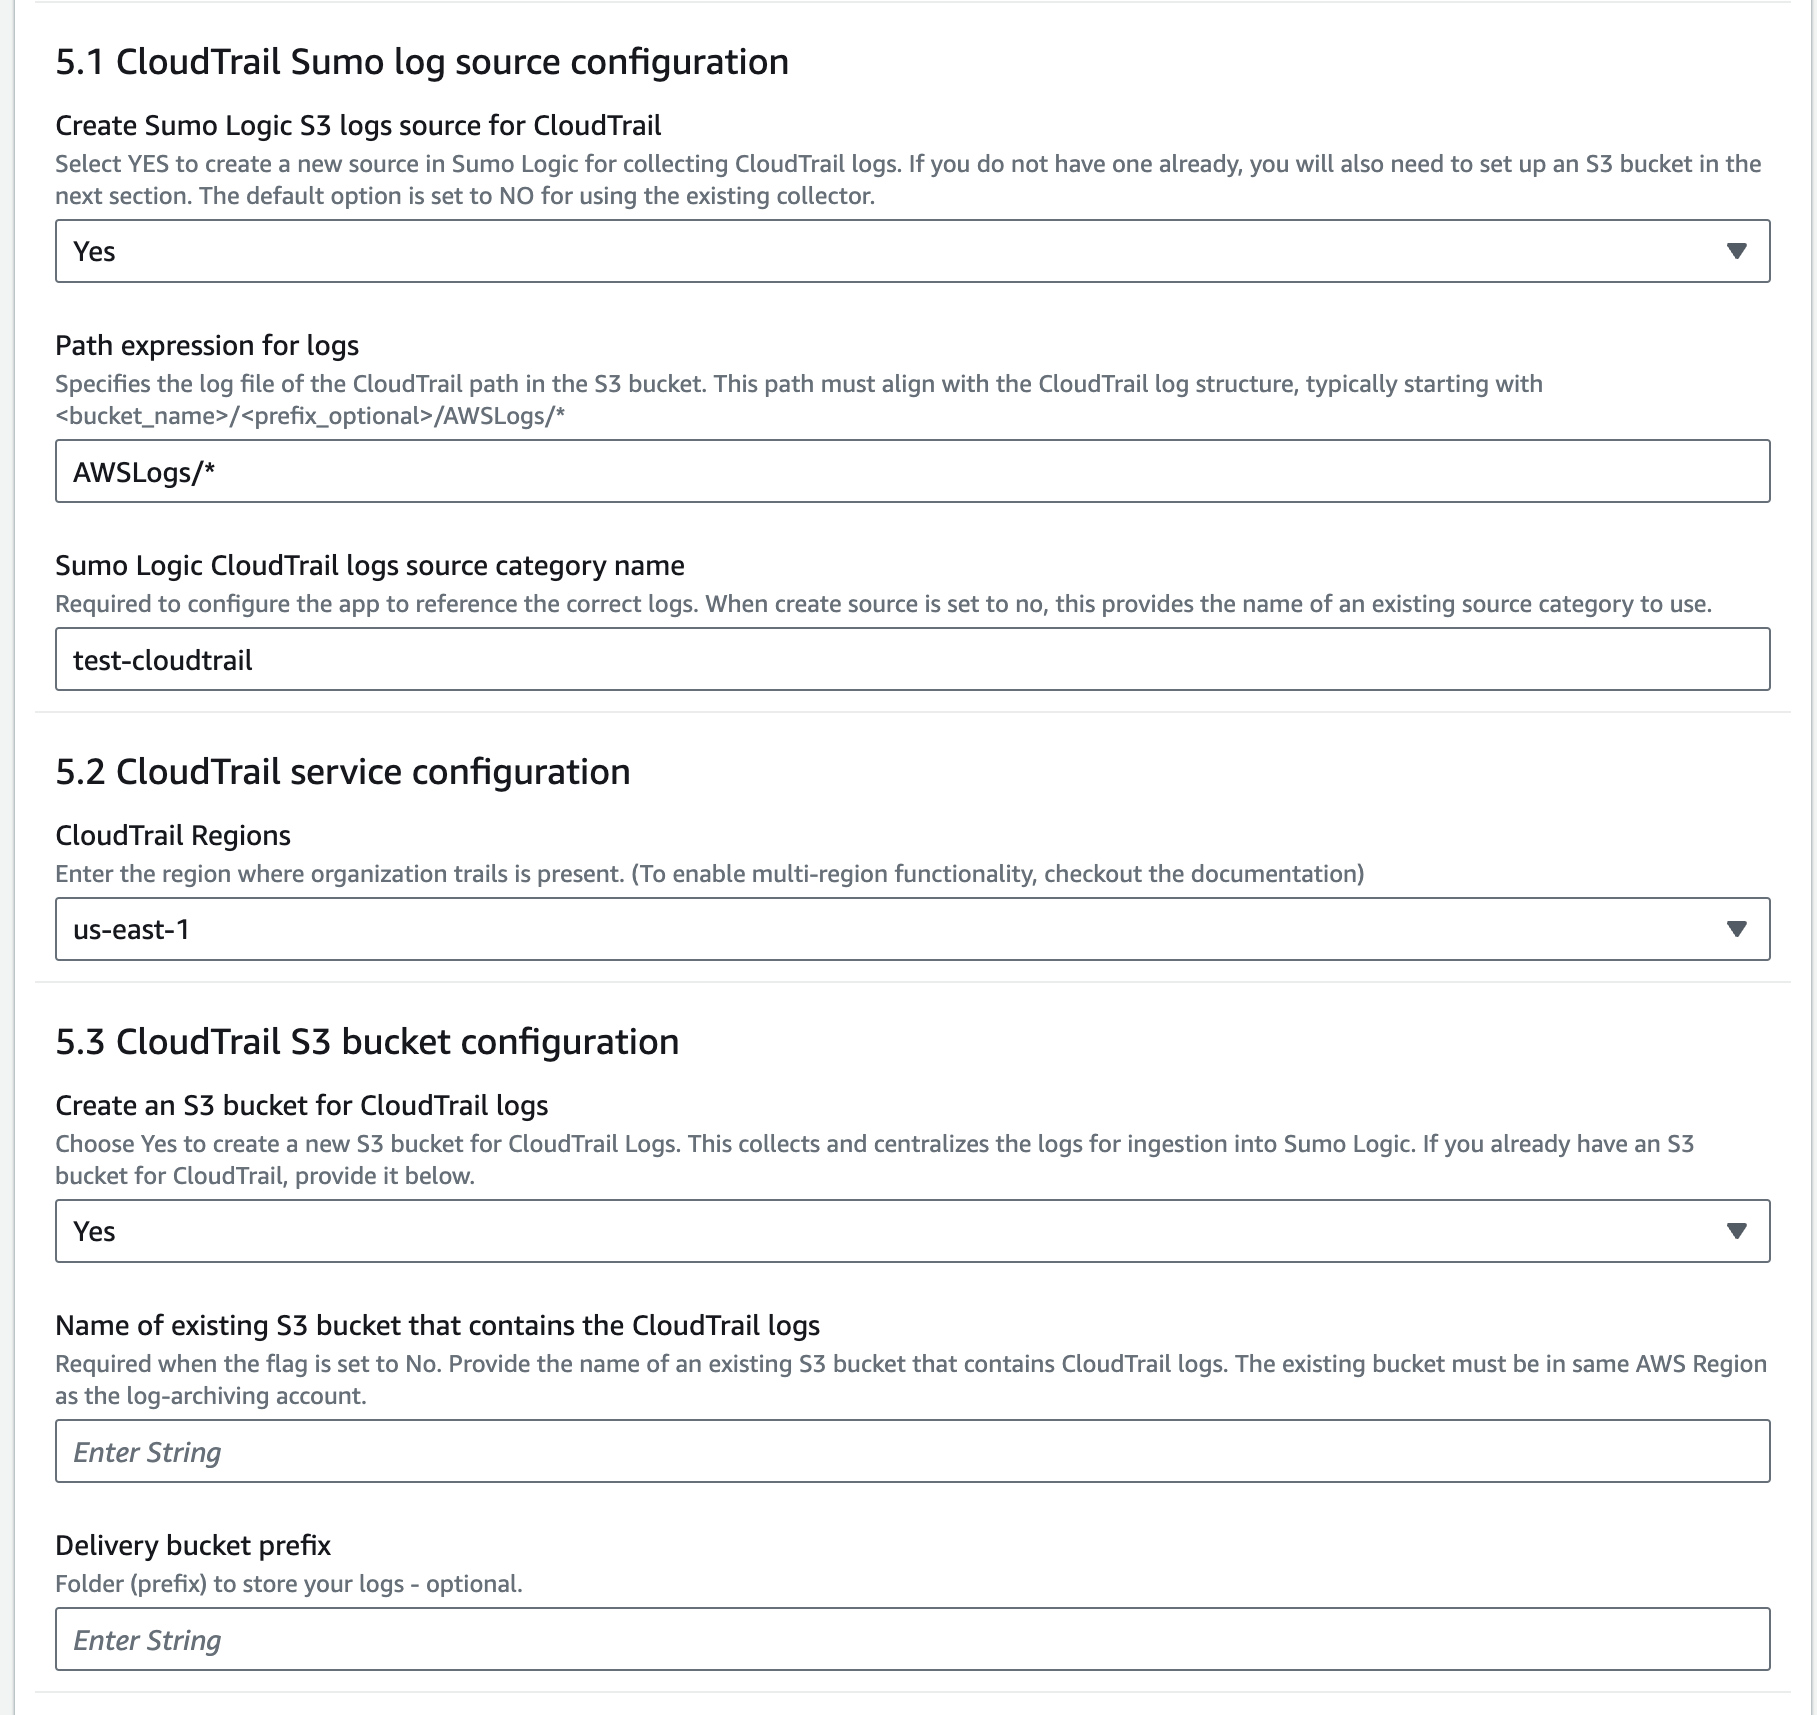 5.1 CloudTrail Sumo log source configuration
Create Sumo Logic S3 logs source for CloudTrail
Select YES to create a new source in Sumo Logic for collecting CloudTrail logs. If you do not have one already, you will also need to set up an S3 bucket in the
next section. The default option is set to NO for using the existing collector.
Yes
Path expression for logs
Specifies the log file of the CloudTrail path in the S3 bucket. This path must align with the CloudTrail log structure, typically starting with
<bucket_name>/<prefix_optional>/AWSLogs/*
AWSLogs/*
Sumo Logic CloudTrail logs source category name
Required to configure the app to reference the correct logs. When create source is set to no, this provides the name of an existing source category to use.
test-cloudtrail
5.2 CloudTrail service configuration
CloudTrail Regions
Enter the region where organization trails is present. (To enable multi-region functionality, checkout the documentation)
us-east-1
5.3 CloudTrail S3 bucket configuration
Create an S3 bucket for CloudTrail logs
Choose Yes to create a new S3 bucket for CloudTrail Logs. This collects and centralizes the logs for ingestion into Sumo Logic. If you already have an S3
bucket for CloudTrail, provide it below.
Yes
Name of existing S3 bucket that contains the CloudTrail logs
Required when the flag is set to No. Provide the name of an existing S3 bucket that contains CloudTrail logs. The existing bucket must be in same AWS Region
as the log-archiving account.
Enter String
Delivery bucket prefix
Folder (prefix) to store your logs - optional.
Enter String